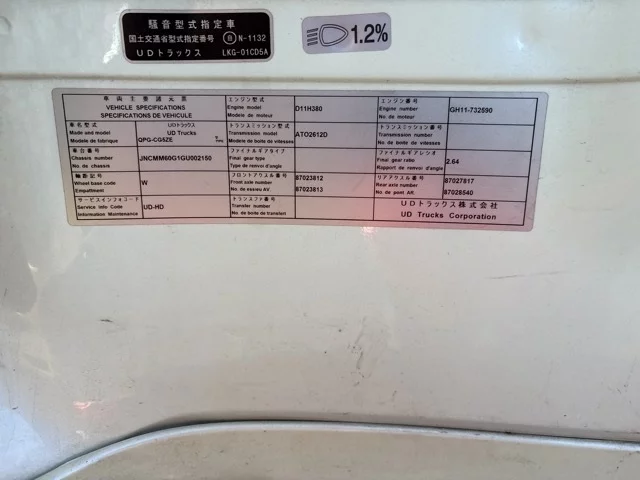 騒音型式指定車
国土交通省型式指定番号 Ⓑ N-1132
UDトラックス LKG-01CD5A
1.2%
車両主要諸元票
VEHICLE SPECIFICATIONS
SPECIFICATIONS DE VEHICULE
エンジン型式
Engine model
Modele de moteur
D11H380
エンジン番号
Engine number
No. de moteur
GH11-732590
車名型式
Made and model
Modele de fabrique
UDトラックス
UD Trucks
QPG-CG5ZE
トランスミッション型式
Transmission model
Modele de boite de vitesses
ATO2612D
トランスミッション番号
Transmission number
No. de boite de vitesses
車台番号
Chassis number
No. de chassis
JNCMM60G1GU002150
ファイナルギアタイプ
Final gear type
Type de renvoi d'angle
ファイナルギアレシオ
Final gear ratio
Rapport de renvoi d'angle
2.64
軸距記号
Wheel base code
Empattement
W
フロントアクスル番号
Front axle number
No. de essieu AV.
87023812
87023813
リアアクスル番号
Rear axle number
No. de pont AR.
87027817
87028540
サービスインフォコード
Service Info Code
Information Maintenance
UD-HD
トランスファ番号
Transfer number
No. de boite de transfert
UDトラックス株式会社
UD Trucks Corporation